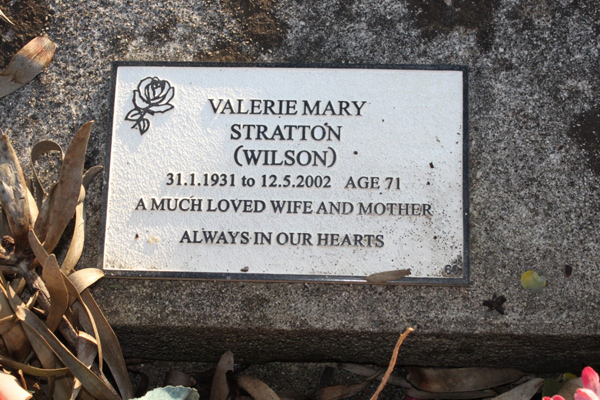 VALERIE MARY
STRATTON
(WILSON)
31.1.1931 to 12.5.2002 AGE 71
A MUCH LOVED WIFE AND MOTHER
ALWAYS IN OUR HEARTS